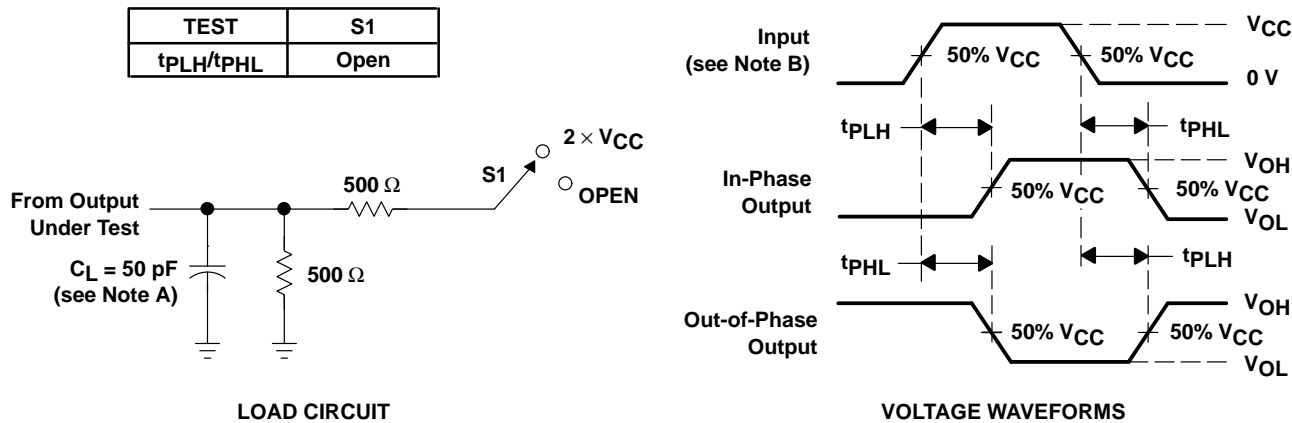 TEST S1
tPLH/tPHL Open
2 × VCC
S1
OPEN
500 Ω
From Output
Under Test
CL = 50 pF
(see Note A)
500 Ω
LOAD CIRCUIT
Input
(see Note B)
50% VCC
50% VCC
VCC
0 V
tPLH
tPHL
In-Phase
Output
50% VCC
50% VCC
VOH
VOL
tPHL
tPLH
Out-of-Phase
Output
50% VCC
50% VCC
VOH
VOL
VOLTAGE WAVEFORMS